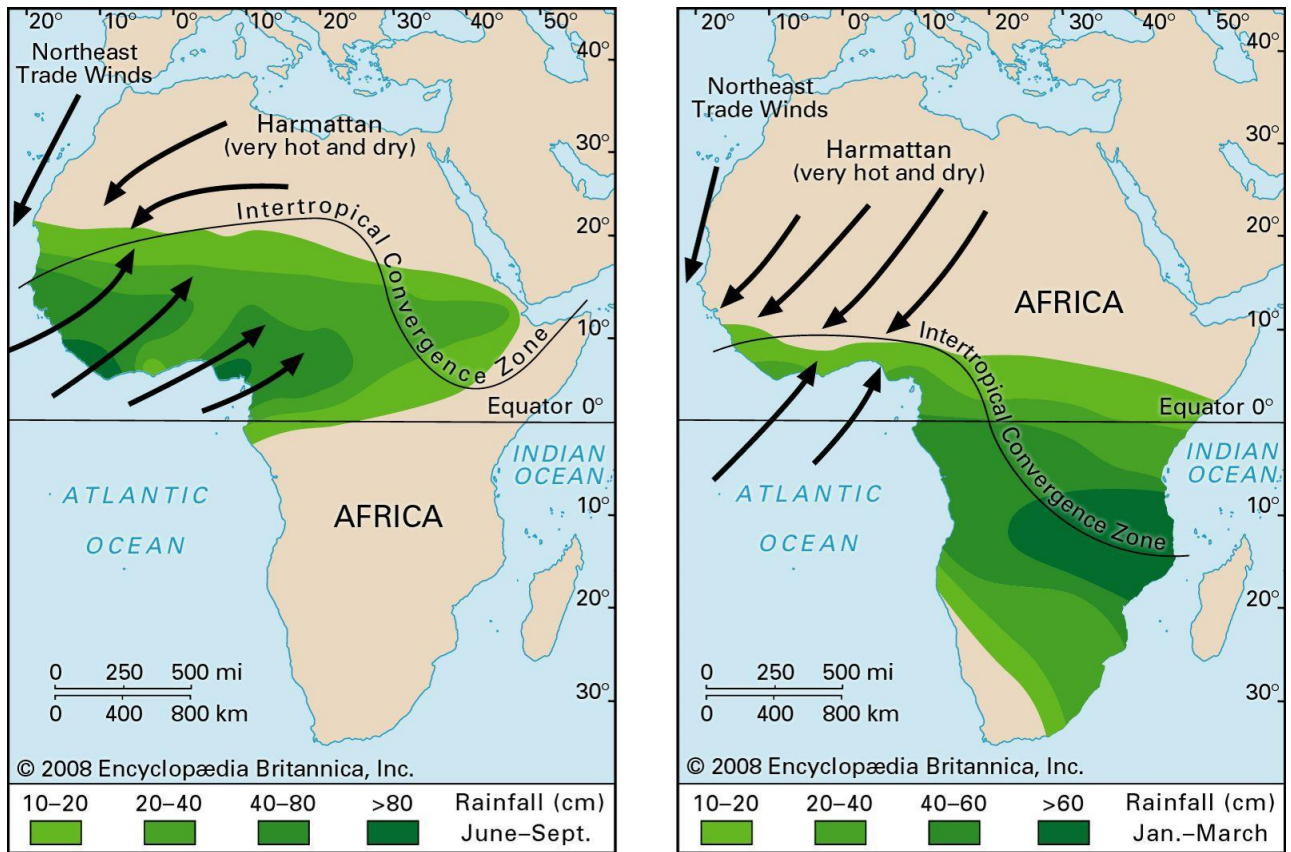 20° 10° 0° 10° 20° 30° 40° 50°
40°
Northeast
Trade Winds
Harmattan
(very hot and dry)
30°
20°
Intertropical Convergence Zone
10°
Equator 0°
INDIAN
OCEAN
ATLANTIC
OCEAN
AFRICA
10°
20°
0 250 500 mi
0 400 800 km
30°
© 2008 Encyclopædia Britannica, Inc.
10–20 20–40 40–80 >80 Rainfall (cm)
June–Sept.
20° 10° 0° 10° 20° 30° 40° 50°
40°
Northeast
Trade Winds
30°
Harmattan
(very hot and dry)
20°
AFRICA
10°
Intertropical Convergence Zone
Equator 0°
INDIAN
OCEAN
ATLANTIC
OCEAN
10°
20°
0 250 500 mi
0 400 800 km
30°
© 2008 Encyclopædia Britannica, Inc.
10–20 20–40 40–60 >60 Rainfall (cm)
Jan.–March